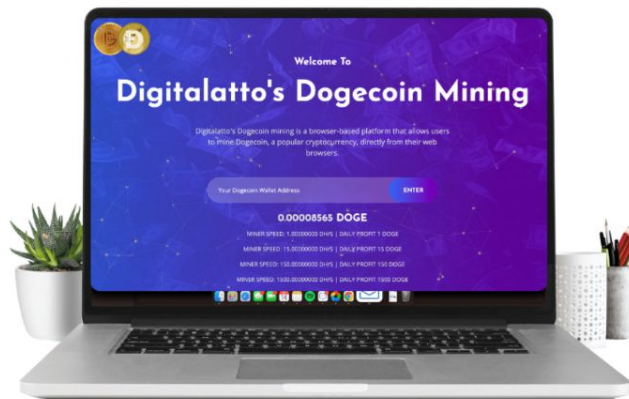 Welcome To
Digitalatto's Dogecoin Mining
Digitalatto's Dogecoin mining is a browser-based platform that allows users
to mine Dogecoin, a popular cryptocurrency, directly from their web
browsers.
Your Dogecoin Wallet Address
ENTER
0.00008565 DOGE
MINER SPEED: 1.00000000 DH/S | DAILY PROFIT 1 DOGE
MINER SPEED: 15.00000000 DH/S | DAILY PROFIT 15 DOGE
MINER SPEED: 150.00000000 DH/S | DAILY PROFIT 150 DOGE
MINER SPEED: 1500.00000000 DH/S | DAILY PROFIT 1500 DOGE